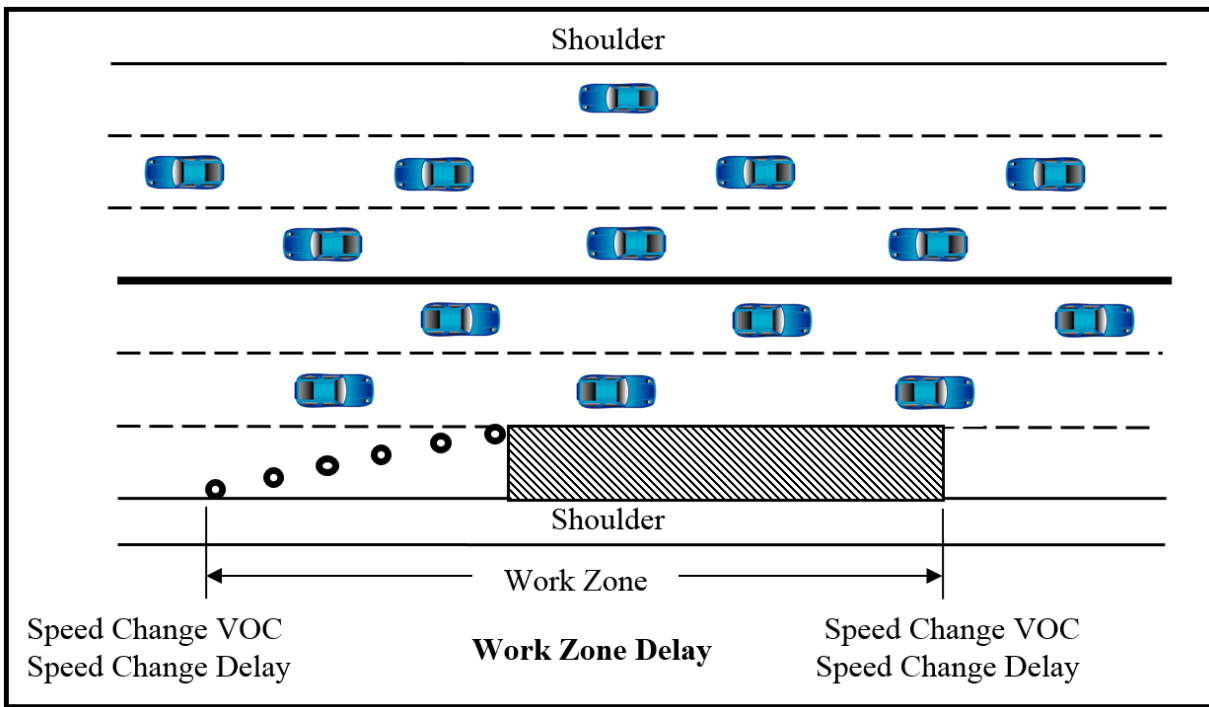 Shoulder
Shoulder
Work Zone
Speed Change VOC
Speed Change Delay
Work Zone Delay
Speed Change VOC
Speed Change Delay